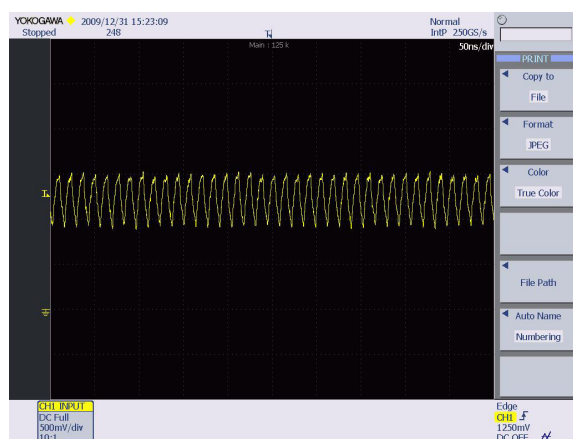 YOKOGAWA 2009/12/31 15:23:09
Normal
Stopped 248
IntP 250GS/s
Main : 125 k
50ns/div
PRINT
Copy to
File
Format
JPEG
Color
True Color
File Path
Auto Name
Numbering
T
CH1 INPUT
DC Full
500mV/div
10:1
Edge
CH1
1250mV
DC OFF